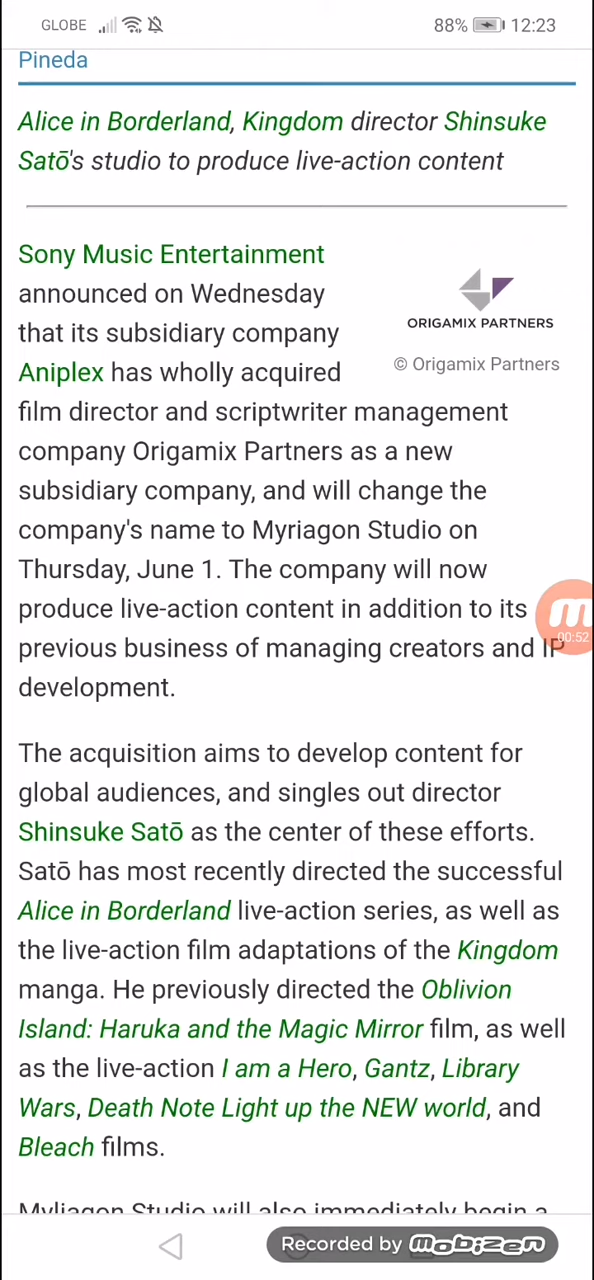 GLOBE 88% 12:23
Pineda
Alice in Borderland, Kingdom director Shinsuke
Satō's studio to produce live-action content
Sony Music Entertainment
announced on Wednesday
that its subsidiary company
Aniplex has wholly acquired
ORIGAMIX PARTNERS
© Origamix Partners
film director and scriptwriter management
company Origamix Partners as a new
subsidiary company, and will change the
company's name to Myriagon Studio on
Thursday, June 1. The company will now
produce live-action content in addition to its
previous business of managing creators and IP
development.
00:52
The acquisition aims to develop content for
global audiences, and singles out director
Shinsuke Satō as the center of these efforts.
Satō has most recently directed the successful
Alice in Borderland live-action series, as well as
the live-action film adaptations of the Kingdom
manga. He previously directed the Oblivion
Island: Haruka and the Magic Mirror film, as well
as the live-action I am a Hero, Gantz, Library
Wars, Death Note Light up the NEW world, and
Bleach films.
Myliagon Studio will also immediately begin a
Recorded by mobizen